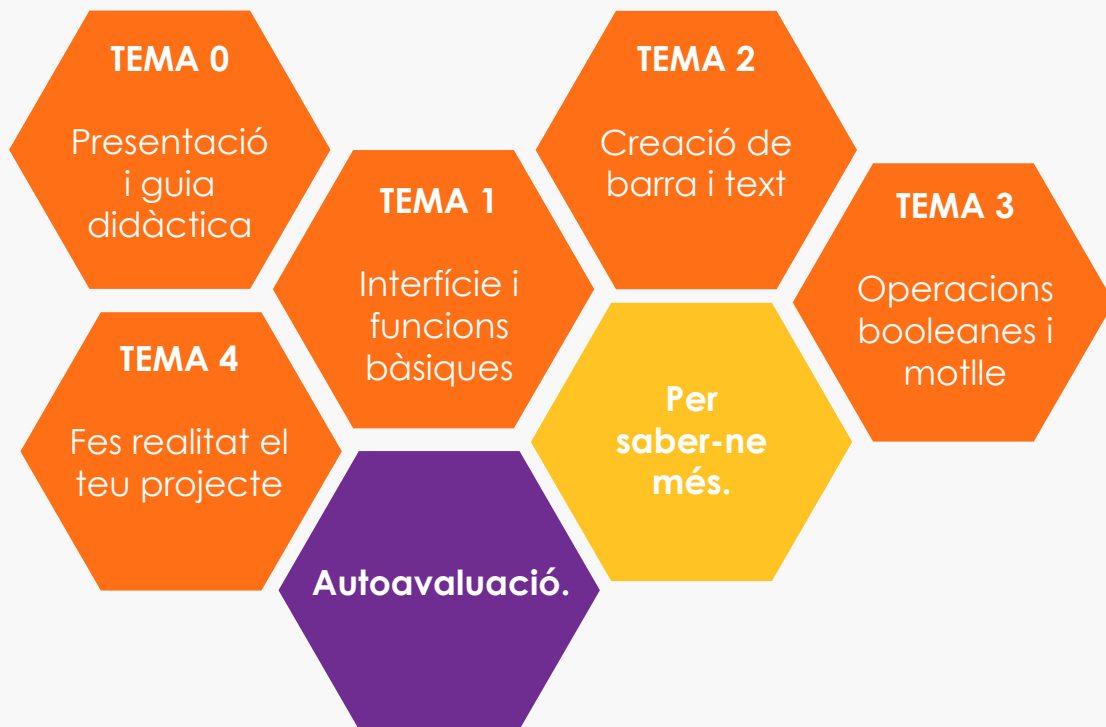 TEMA 0
Presentació
i guia
didàctica
TEMA 1
Interfície i
funcions
bàsiques
TEMA 2
Creació de
barra i text
TEMA 3
Operacions
booleanes i
motlle
TEMA 4
Fes realitat el
teu projecte
Per
saber-ne
més.
Autoavaluació.